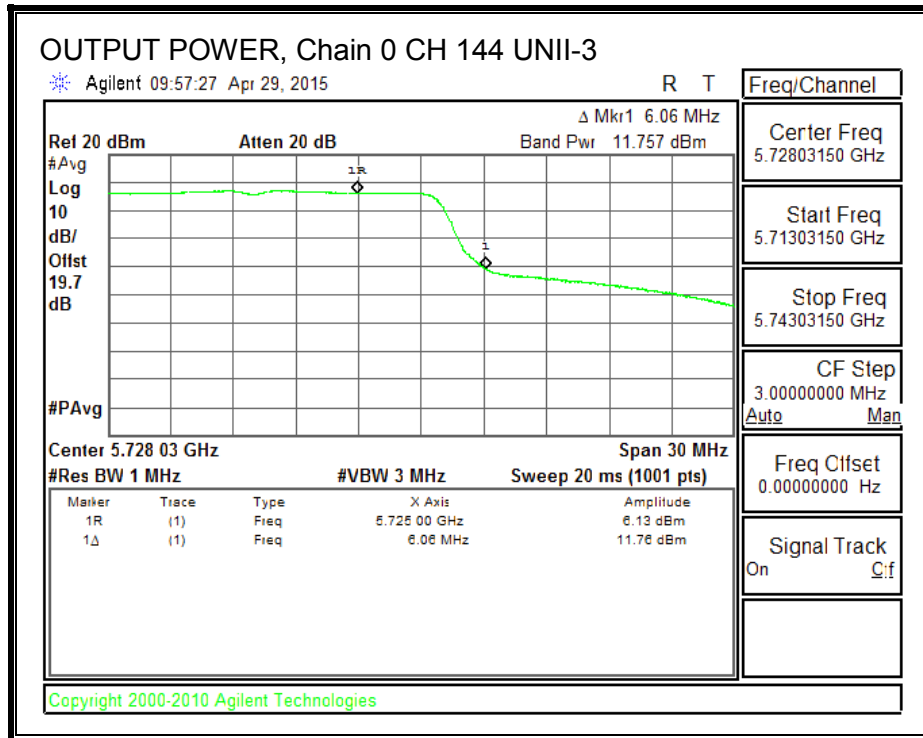 OUTPUT POWER, Chain 0 CH 144 UNII-3
Agilent 09:57:27 Apr 29, 2015 R T
Δ Mkr1 6.06 MHz
Ref 20 dBm Atten 20 dB Band Pwr 11.757 dBm
#Avg
Log
10
dB/
Offst
19.7
dB
1R
1
#PAvg
Center 5.728 03 GHz Span 30 MHz
#Res BW 1 MHz #VBW 3 MHz Sweep 20 ms (1001 pts)
Marker Trace Type X Axis Amplitude
1R (1) Freq 5.725 00 GHz 6.13 dBm
1Δ (1) Freq 6.06 MHz 11.76 dBm
Freq/Channel
Center Freq
5.72803150 GHz
Start Freq
5.71303150 GHz
Stop Freq
5.74303150 GHz
CF Step
3.00000000 MHz
Auto Man
Freq Offset
0.00000000 Hz
Signal Track
On Off
Copyright 2000-2010 Agilent Technologies